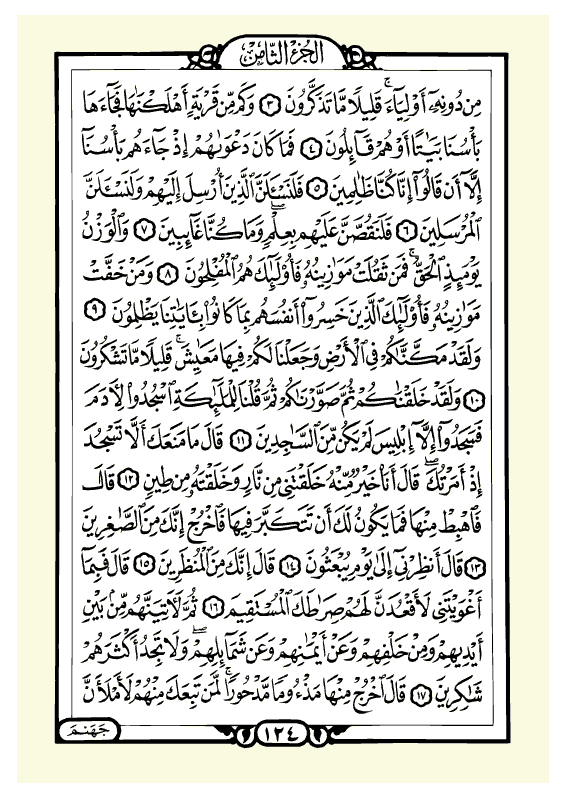 الجزء الثامن
مِن دُونِهِۦٓ أَوْلِيَآءَ ۗ قَلِيلًا مَّا تَذَكَّرُونَ ٣ وَكَم مِّن قَرْيَةٍ أَهْلَكْنَـٰهَا فَجَآءَهَا
بَأْسُنَا بَيَـٰتًا أَوْ هُمْ قَآئِلُونَ ٤ فَمَا كَانَ دَعْوَىٰهُمْ إِذْ جَآءَهُم بَأْسُنَآ
إِلَّآ أَن قَالُوٓا۟ إِنَّا كُنَّا ظَـٰلِمِينَ ٥ فَلَنَسْـَٔلَنَّ ٱلَّذِينَ أُرْسِلَ إِلَيْهِمْ وَلَنَسْـَٔلَنَّ
ٱلْمُرْسَلِينَ ٦ فَلَنَقُصَّنَّ عَلَيْهِم بِعِلْمٍ ۖ وَمَا كُنَّا غَآئِبِينَ ٧ وَٱلْوَزْنُ
يَوْمَئِذٍ ٱلْحَقُّ ۚ فَمَن ثَقُلَتْ مَوَٰزِينُهُۥ فَأُو۟لَـٰٓئِكَ هُمُ ٱلْمُفْلِحُونَ ٨ وَمَنْ خَفَّتْ
مَوَٰزِينُهُۥ فَأُو۟لَـٰٓئِكَ ٱلَّذِينَ خَسِرُوٓا۟ أَنفُسَهُم بِمَا كَانُوا۟ بِـَٔايَـٰتِنَا يَظْلِمُونَ ٩
وَلَقَدْ مَكَّنَّـٰكُمْ فِى ٱلْأَرْضِ وَجَعَلْنَا لَكُمْ فِيهَا مَعَـٰيِشَ ۗ قَلِيلًا مَّا تَشْكُرُونَ
١٠ وَلَقَدْ خَلَقْنَـٰكُمْ ثُمَّ صَوَّرْنَـٰكُمْ ثُمَّ قُلْنَا لِلْمَلَـٰٓئِكَةِ ٱسْجُدُوا۟ لِـَٔادَمَ
فَسَجَدُوٓا۟ إِلَّآ إِبْلِيسَ لَمْ يَكُن مِّنَ ٱلسَّـٰجِدِينَ ١١ قَالَ مَا مَنَعَكَ أَلَّا تَسْجُدَ
إِذْ أَمَرْتُكَ ۖ قَالَ أَنَا۠ خَيْرٌ مِّنْهُ خَلَقْتَنِى مِن نَّارٍ وَخَلَقْتَهُۥ مِن طِينٍ ١٢ قَالَ
فَٱهْبِطْ مِنْهَا فَمَا يَكُونُ لَكَ أَن تَتَكَبَّرَ فِيهَا فَٱخْرُجْ إِنَّكَ مِنَ ٱلصَّـٰغِرِينَ
١٣ قَالَ أَنظِرْنِىٓ إِلَىٰ يَوْمِ يُبْعَثُونَ ١٤ قَالَ إِنَّكَ مِنَ ٱلْمُنظَرِينَ ١٥ قَالَ فَبِمَآ
أَغْوَيْتَنِى لَأَقْعُدَنَّ لَهُمْ صِرَٰطَكَ ٱلْمُسْتَقِيمَ ١٦ ثُمَّ لَـَٔاتِيَنَّهُم مِّنۢ بَيْنِ
أَيْدِيهِمْ وَمِنْ خَلْفِهِمْ وَعَنْ أَيْمَـٰنِهِمْ وَعَن شَمَآئِلِهِمْ ۖ وَلَا تَجِدُ أَكْثَرَهُمْ
شَـٰكِرِينَ ١٧ قَالَ ٱخْرُجْ مِنْهَا مَذْءُومًا مَّدْحُورًا ۖ لَّمَن تَبِعَكَ مِنْهُمْ لَأَمْلَأَنَّ
جهنم
١٢٤